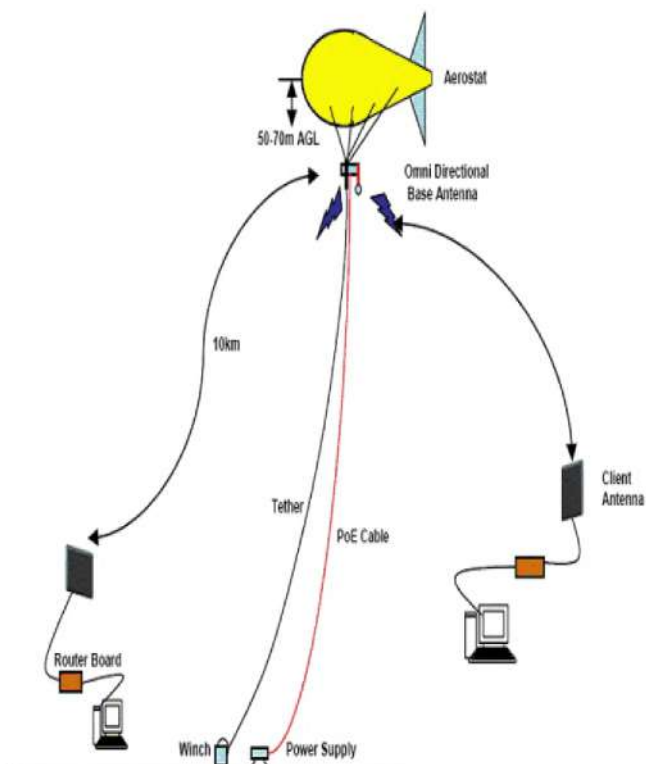 Aerostat
50-70m AGL
Omni Directional
Base Antenna
10km
Client
Antenna
Tether
PoE Cable
Router Board
Winch
Power Supply